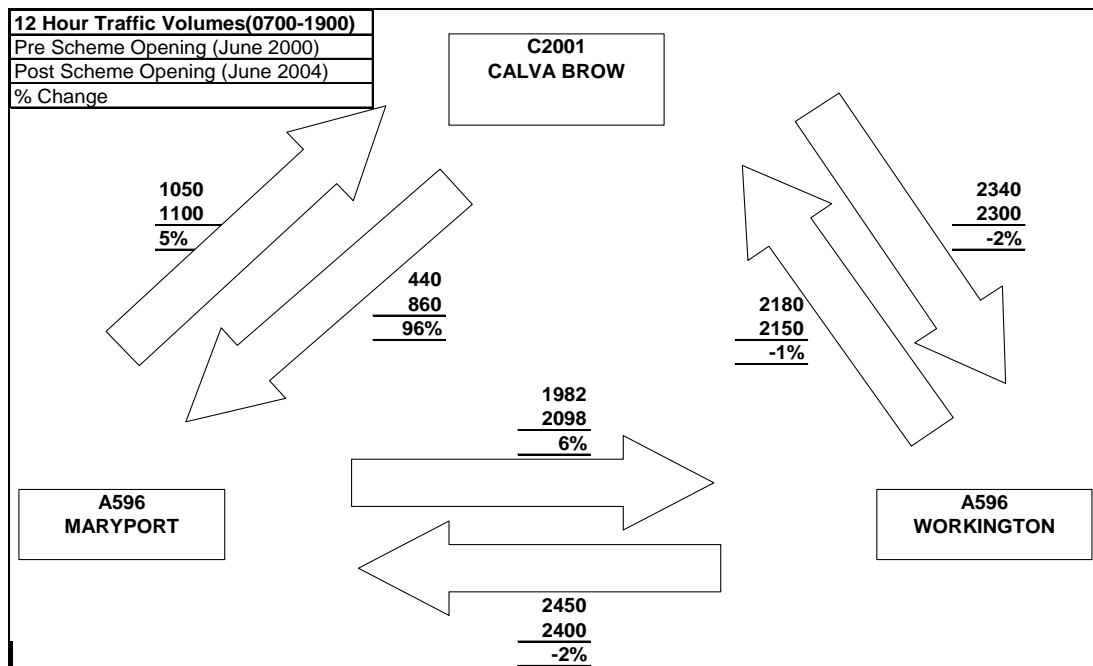 12 Hour Traffic Volumes(0700-1900)
Pre Scheme Opening (June 2000)
Post Scheme Opening (June 2004)
% Change
C2001
CALVA BROW
1050
1100
5%
440
860
96%
2340
2300
-2%
2180
2150
-1%
1982
2098
6%
A596
MARYPORT
A596
WORKINGTON
2450
2400
-2%